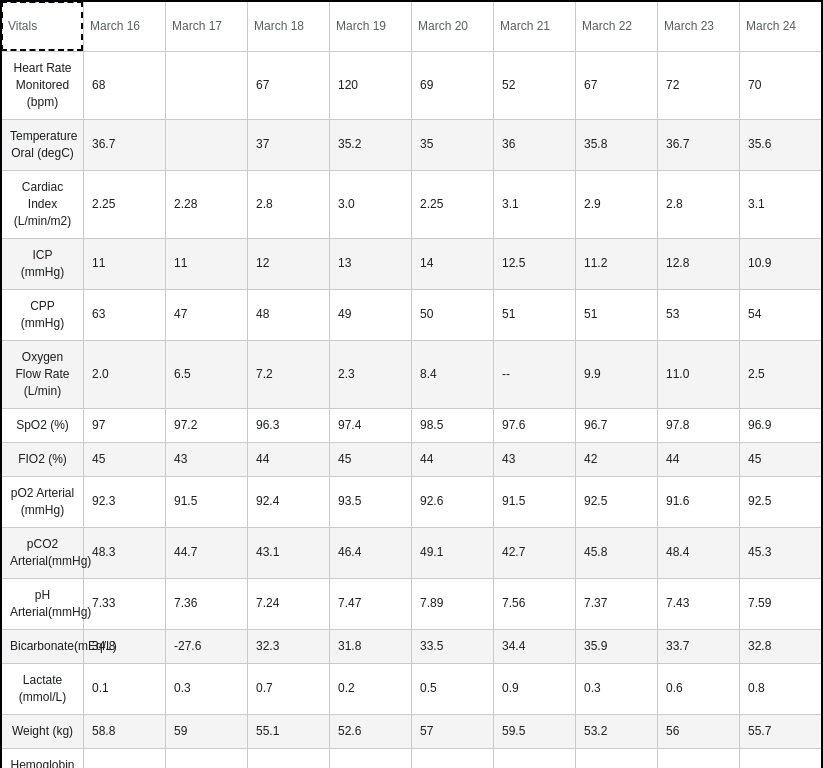 Vitals March 16 March 17 March 18 March 19 March 20 March 21 March 22 March 23 March 24
Heart Rate
Monitored
(bpm) 68 67 120 69 52 67 72 70
Temperature
Oral (degC) 36.7 37 35.2 35 36 35.8 36.7 35.6
Cardiac
Index
(L/min/m2) 2.25 2.28 2.8 3.0 2.25 3.1 2.9 2.8 3.1
ICP
(mmHg) 11 11 12 13 14 12.5 11.2 12.8 10.9
CPP
(mmHg) 63 47 48 49 50 51 51 53 54
Oxygen
Flow Rate
(L/min) 2.0 6.5 7.2 2.3 8.4 -- 9.9 11.0 2.5
SpO2 (%) 97 97.2 96.3 97.4 98.5 97.6 96.7 97.8 96.9
FIO2 (%) 45 43 44 45 44 43 42 44 45
pO2 Arterial
(mmHg) 92.3 91.5 92.4 93.5 92.6 91.5 92.5 91.6 92.5
pCO2
Arterial(mmHg) 48.3 44.7 43.1 46.4 49.1 42.7 45.8 48.4 45.3
pH
Arterial(mmHg) 7.33 7.36 7.24 7.47 7.89 7.56 7.37 7.43 7.59
Bicarbonate(mEq/L) -27.6 32.3 31.8 33.5 34.4 35.9 33.7 32.8
Lactate
(mmol/L) 0.1 0.3 0.7 0.2 0.5 0.9 0.3 0.6 0.8
Weight (kg) 58.8 59 55.1 52.6 57 59.5 53.2 56 55.7
Hemoglobin